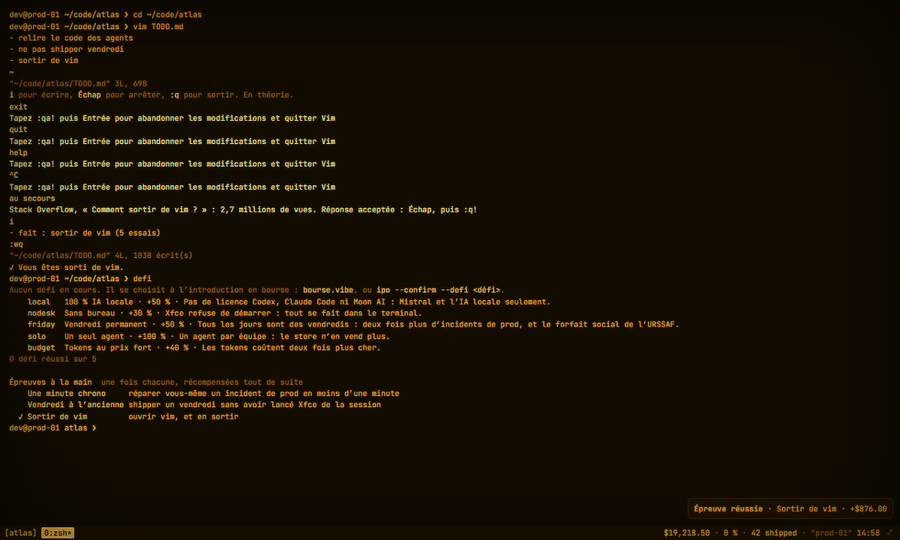 dev@prod-01 ~/code/atlas ❯ cd ~/code/atlas
dev@prod-01 ~/code/atlas ❯ vim TODO.md
- relire le code des agents
- ne pas shipper vendredi
- sortir de vim
~
"~/code/atlas/TODO.md" 3L, 69B
i pour écrire, Échap pour arrêter, :q pour sortir. En théorie.
exit
Tapez :qa! puis Entrée pour abandonner les modifications et quitter Vim
quit
Tapez :qa! puis Entrée pour abandonner les modifications et quitter Vim
help
Tapez :qa! puis Entrée pour abandonner les modifications et quitter Vim
^C
Tapez :qa! puis Entrée pour abandonner les modifications et quitter Vim
au secours
Stack Overflow, « Comment sortir de vim ? » : 2,7 millions de vues. Réponse acceptée : Échap, puis :q!
i
- fait : sortir de vim (5 essais)
:wq
"~/code/atlas/TODO.md" 4L, 103B écrit(s)
✓ Vous êtes sorti de vim.
dev@prod-01 ~/code/atlas ❯ defi
Aucun défi en cours. Il se choisit à l'introduction en bourse : bourse.vibe, ou ipo --confirm --defi <défi>.
local 100 % IA locale · +50 % · Pas de licence Codex, Claude Code ni Moon AI : Mistral et l'IA locale seulement.
nodesk Sans bureau · +30 % · Xfce refuse de démarrer : tout se fait dans le terminal.
friday Vendredi permanent · +50 % · Tous les jours sont des vendredis : deux fois plus d'incidents de prod, et le forfait social de l'URSSAF.
solo Un seul agent · +100 % · Un agent par équipe : le store n'en vend plus.
budget Tokens au prix fort · +40 % · Les tokens coûtent deux fois plus cher.
0 défi réussi sur 5
Épreuves à la main une fois chacune, récompensées tout de suite
Une minute chrono réparer vous-même un incident de prod en moins d'une minute
Vendredi à l'ancienne shipper un vendredi sans avoir lancé Xfce de la session
✓ Sortir de vim ouvrir vim, et en sortir
dev@prod-01 atlas ❯
Épreuve réussie · Sortir de vim · +$876.00
[atlas] 0:zsh* $19,218.50 · 0 % · 42 shipped · "prod-01" 14:58